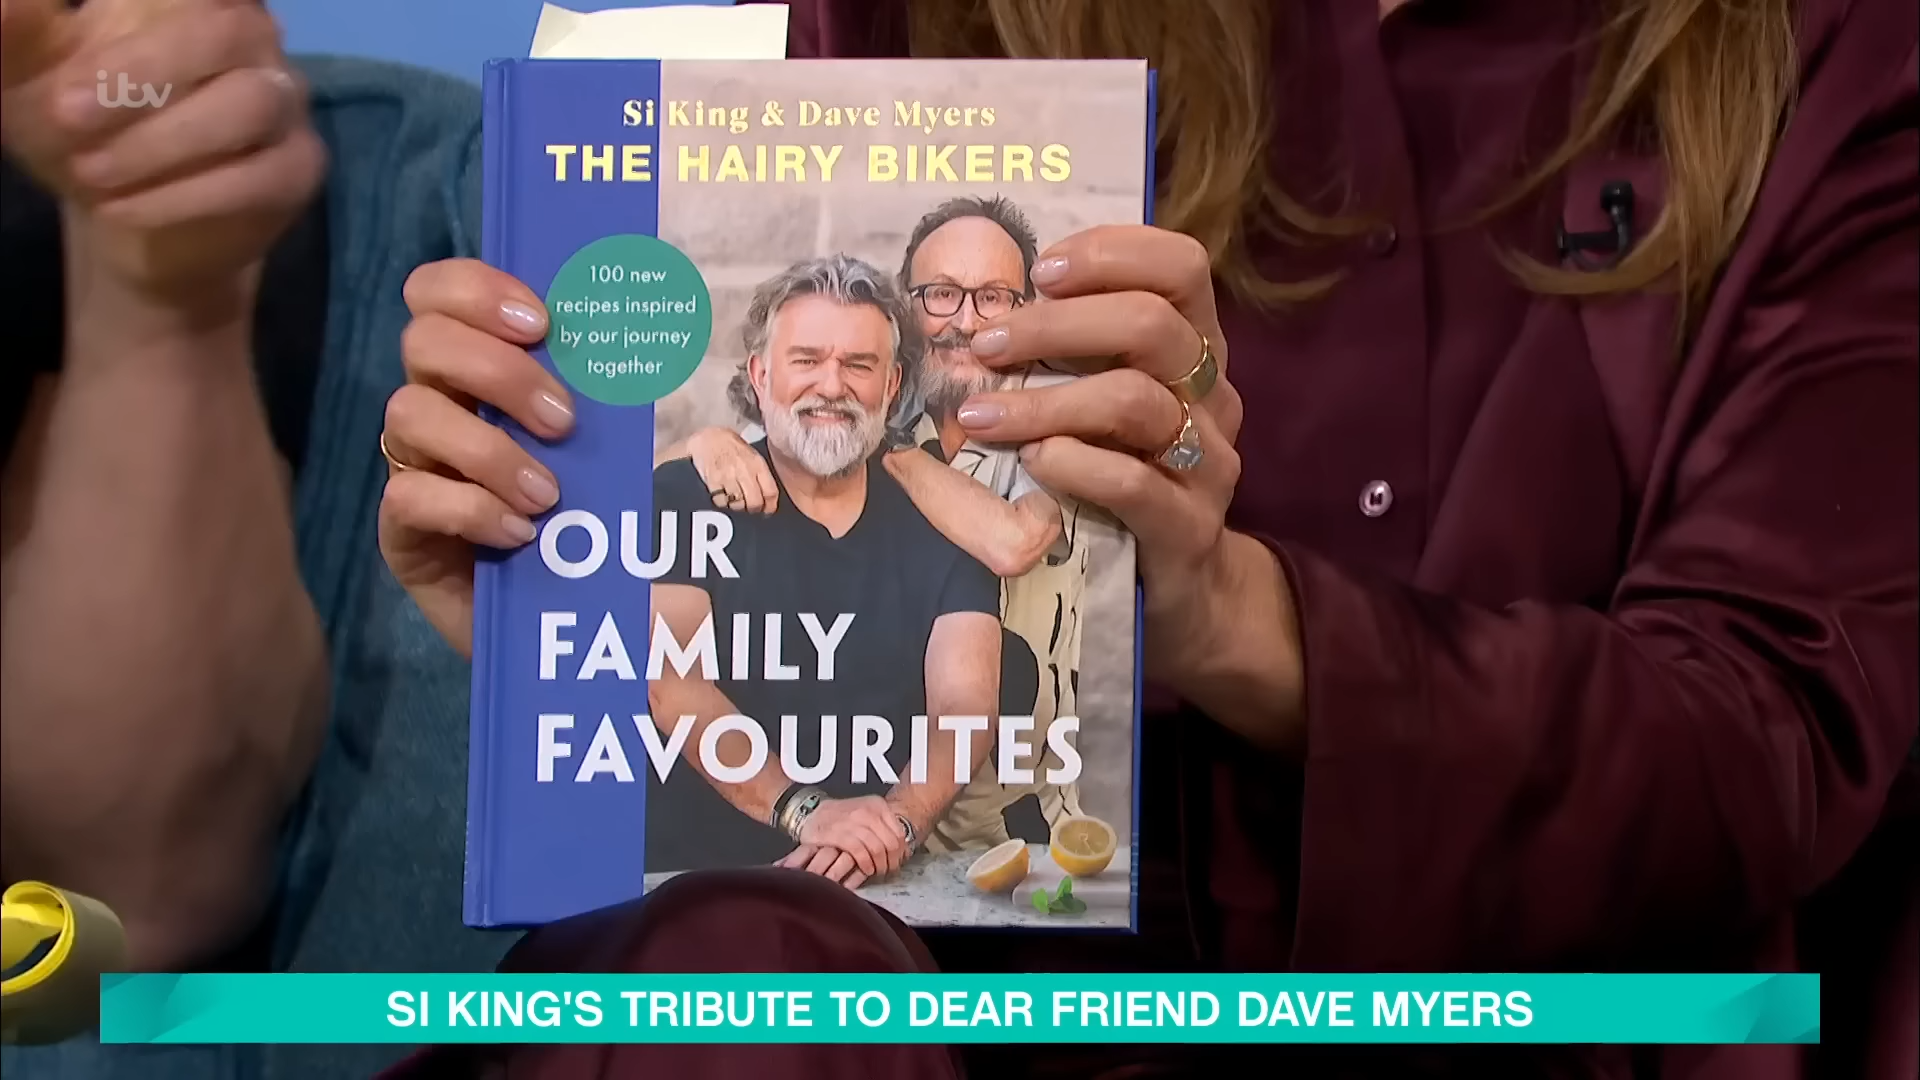 itv
Si King & Dave Myers
THE HAIRY BIKERS
100 new
recipes inspired
by our journey
together
OUR
FAMILY
FAVOURITES
SI KING'S TRIBUTE TO DEAR FRIEND DAVE MYERS